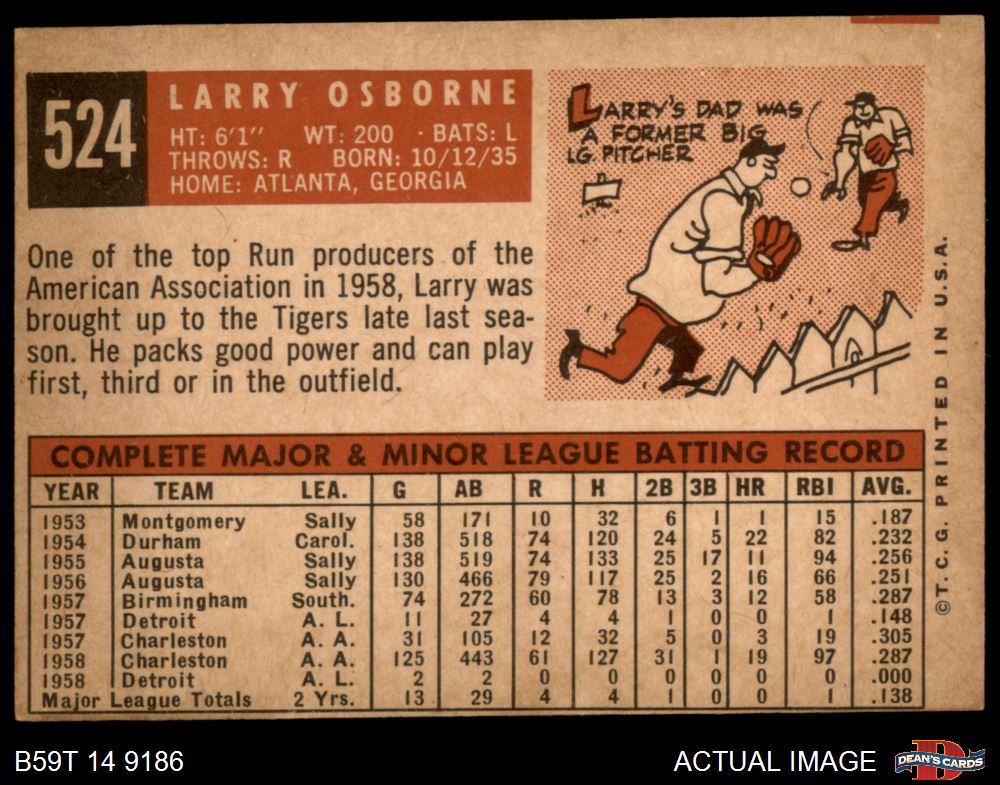 524
LARRY OSBORNE
HT: 6'1" WT: 200 · BATS: L
THROWS: R BORN: 10/12/35
HOME: ATLANTA, GEORGIA
LARRY'S DAD WAS
A FORMER BIG
LG. PITCHER
One of the top Run producers of the
American Association in 1958, Larry was
brought up to the Tigers late last sea-
son. He packs good power and can play
first, third or in the outfield.
COMPLETE MAJOR & MINOR LEAGUE BATTING RECORD
YEAR TEAM LEA. G AB R H 2B 3B HR RBI AVG.
1953 Montgomery Sally 58 171 10 32 6 1 1 15 .187
1954 Durham Carol. 138 518 74 120 24 5 22 82 .232
1955 Augusta Sally 138 519 74 133 25 17 11 94 .256
1956 Augusta Sally 130 466 79 117 25 2 16 66 .251
1957 Birmingham South. 74 272 60 78 13 3 12 58 .287
1957 Detroit A. L. 11 27 4 4 1 0 0 1 .148
1957 Charleston A. A. 31 105 12 32 5 0 3 19 .305
1958 Charleston A. A. 125 443 61 127 31 1 19 97 .287
1958 Detroit A. L. 2 2 0 0 0 0 0 0 .000
Major League Totals 2 Yrs. 13 29 4 4 1 0 0 1 .138
©T. C. G. PRINTED IN U.S.A.
B59T 14 9186
ACTUAL IMAGE
DEAN'S CARDS